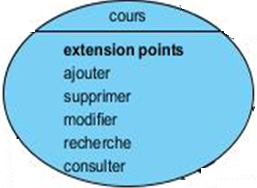 cours
extension points
ajouter
supprimer
modifier
recherche
consulter